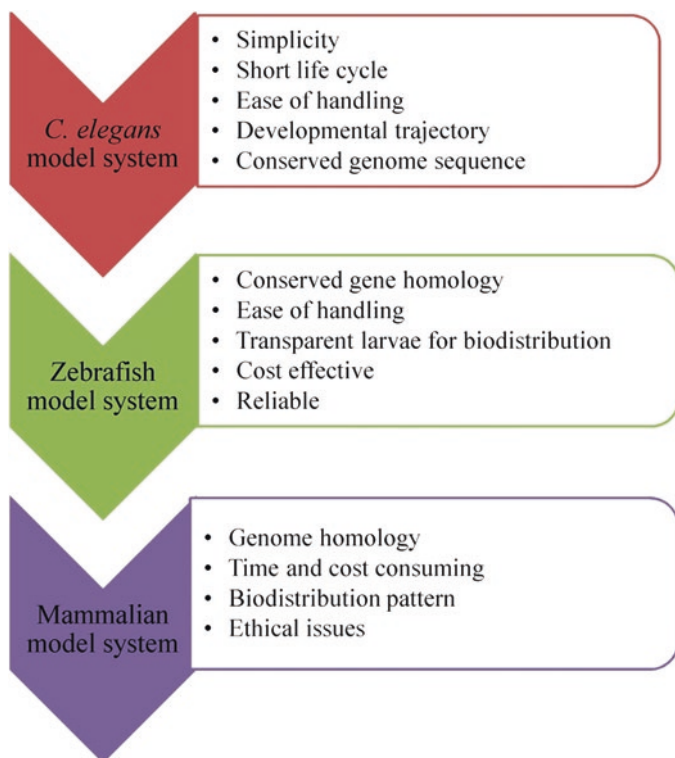 C. elegans
model system
• Simplicity
• Short life cycle
• Ease of handling
• Developmental trajectory
• Conserved genome sequence
Zebrafish
model system
• Conserved gene homology
• Ease of handling
• Transparent larvae for biodistribution
• Cost effective
• Reliable
Mammalian
model system
• Genome homology
• Time and cost consuming
• Biodistribution pattern
• Ethical issues